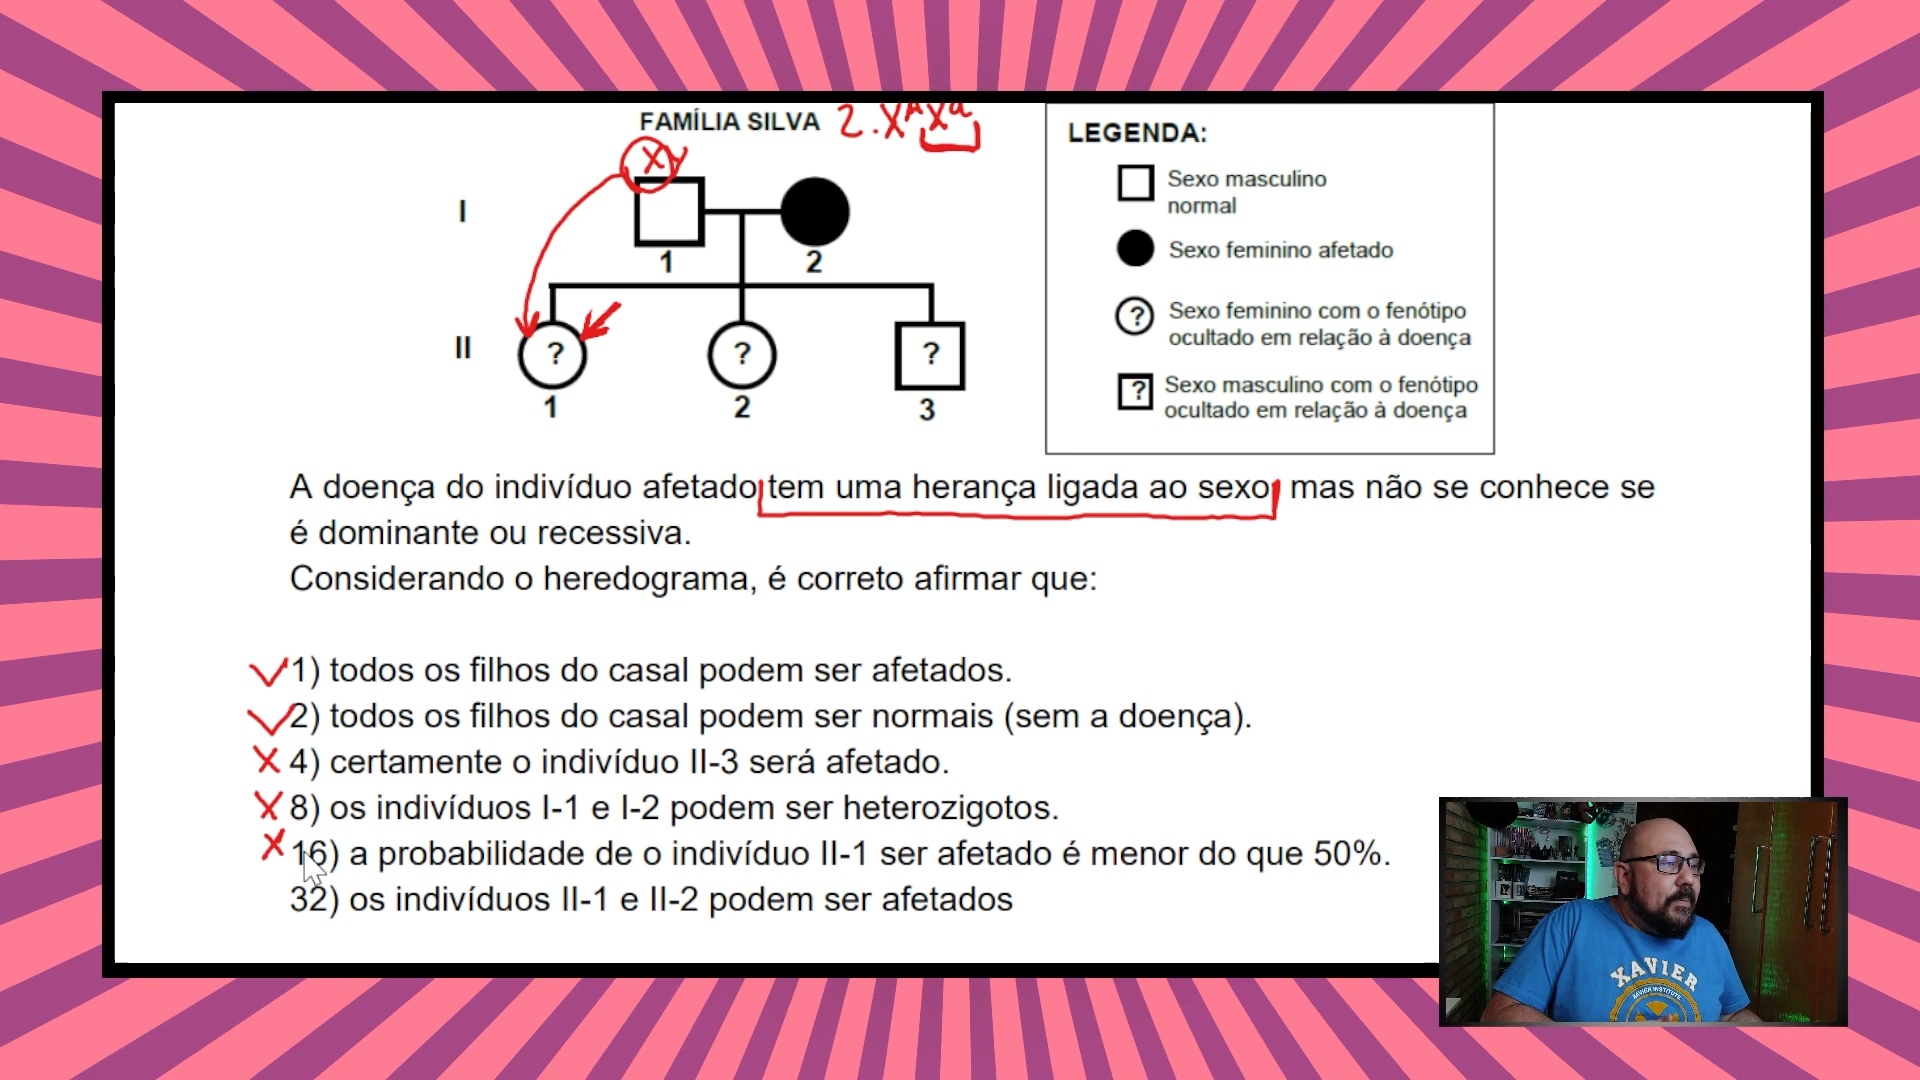 FAMÍLIA SILVA 2. XᴬXᵃ
XY
I
1 2
II
? ? ?
1 2 3
LEGENDA:
Sexo masculino
normal
Sexo feminino afetado
? Sexo feminino com o fenótipo
ocultado em relação à doença
? Sexo masculino com o fenótipo
ocultado em relação à doença
A doença do indivíduo afetado tem uma herança ligada ao sexo, mas não se conhece se
é dominante ou recessiva.
Considerando o heredograma, é correto afirmar que:
1) todos os filhos do casal podem ser afetados.
2) todos os filhos do casal podem ser normais (sem a doença).
4) certamente o indivíduo II-3 será afetado.
8) os indivíduos I-1 e I-2 podem ser heterozigotos.
16) a probabilidade de o indivíduo II-1 ser afetado é menor do que 50%.
32) os indivíduos II-1 e II-2 podem ser afetados
XAVIER
XAVIER INSTITUTE